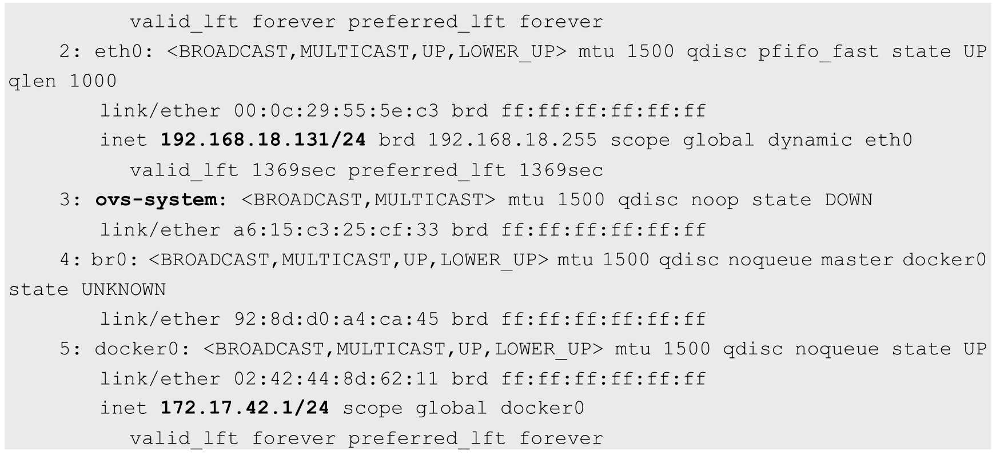 valid_lft forever preferred_lft forever
2: eth0: <BROADCAST,MULTICAST,UP,LOWER_UP> mtu 1500 qdisc pfifo_fast state UP
qlen 1000
link/ether 00:0c:29:55:5e:c3 brd ff:ff:ff:ff:ff:ff
inet 192.168.18.131/24 brd 192.168.18.255 scope global dynamic eth0
valid_lft 1369sec preferred_lft 1369sec
3: ovs-system: <BROADCAST,MULTICAST> mtu 1500 qdisc noop state DOWN
link/ether a6:15:c3:25:cf:33 brd ff:ff:ff:ff:ff:ff
4: br0: <BROADCAST,MULTICAST,UP,LOWER_UP> mtu 1500 qdisc noqueue master docker0
state UNKNOWN
link/ether 92:8d:d0:a4:ca:45 brd ff:ff:ff:ff:ff:ff
5: docker0: <BROADCAST,MULTICAST,UP,LOWER_UP> mtu 1500 qdisc noqueue state UP
link/ether 02:42:44:8d:62:11 brd ff:ff:ff:ff:ff:ff
inet 172.17.42.1/24 scope global docker0
valid_lft forever preferred_lft forever